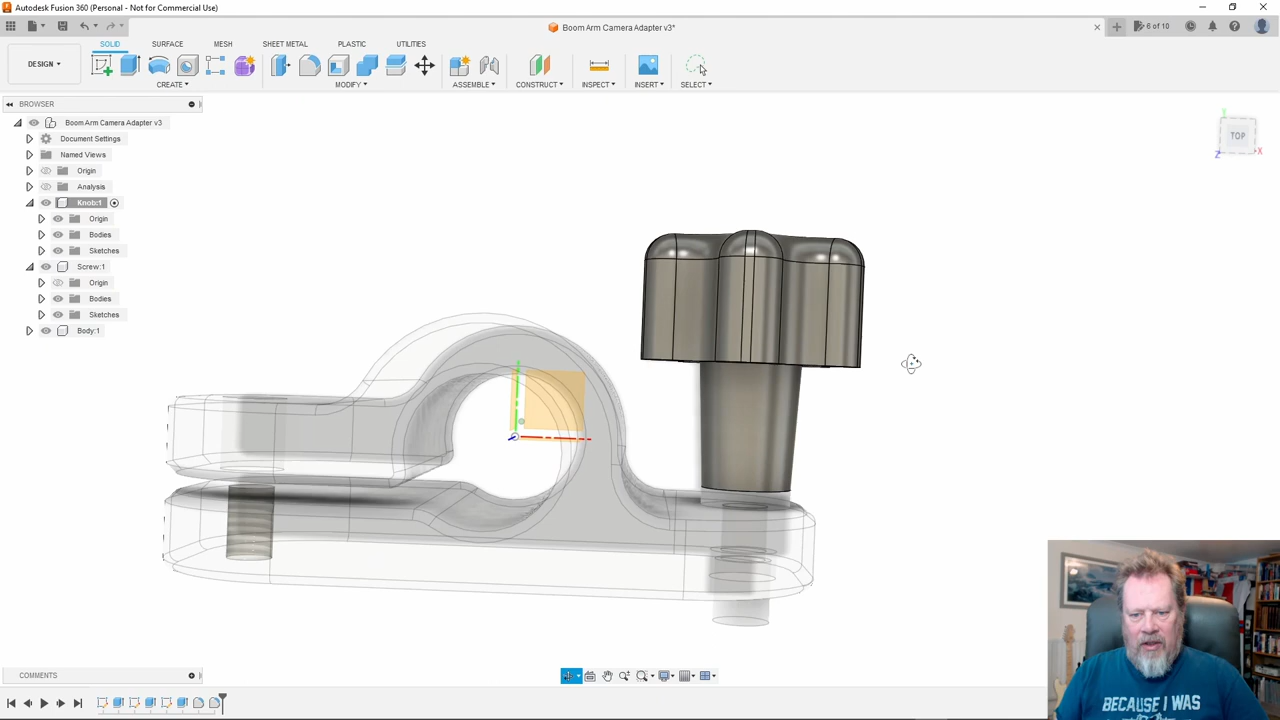 Autodesk Fusion 360 (Personal - Not for Commercial Use)
Boom Arm Camera Adapter v3*
6 of 10
SOLID SURFACE MESH SHEET METAL PLASTIC UTILITIES
DESIGN
CREATE MODIFY ASSEMBLE CONSTRUCT INSPECT INSERT SELECT
BROWSER
Boom Arm Camera Adapter v3
Document Settings
Named Views
Origin
Analysis
Knob:1
Origin
Bodies
Sketches
Screw:1
Origin
Bodies
Sketches
Body:1
TOP
X
Z
COMMENTS
BECAUSE I WAS